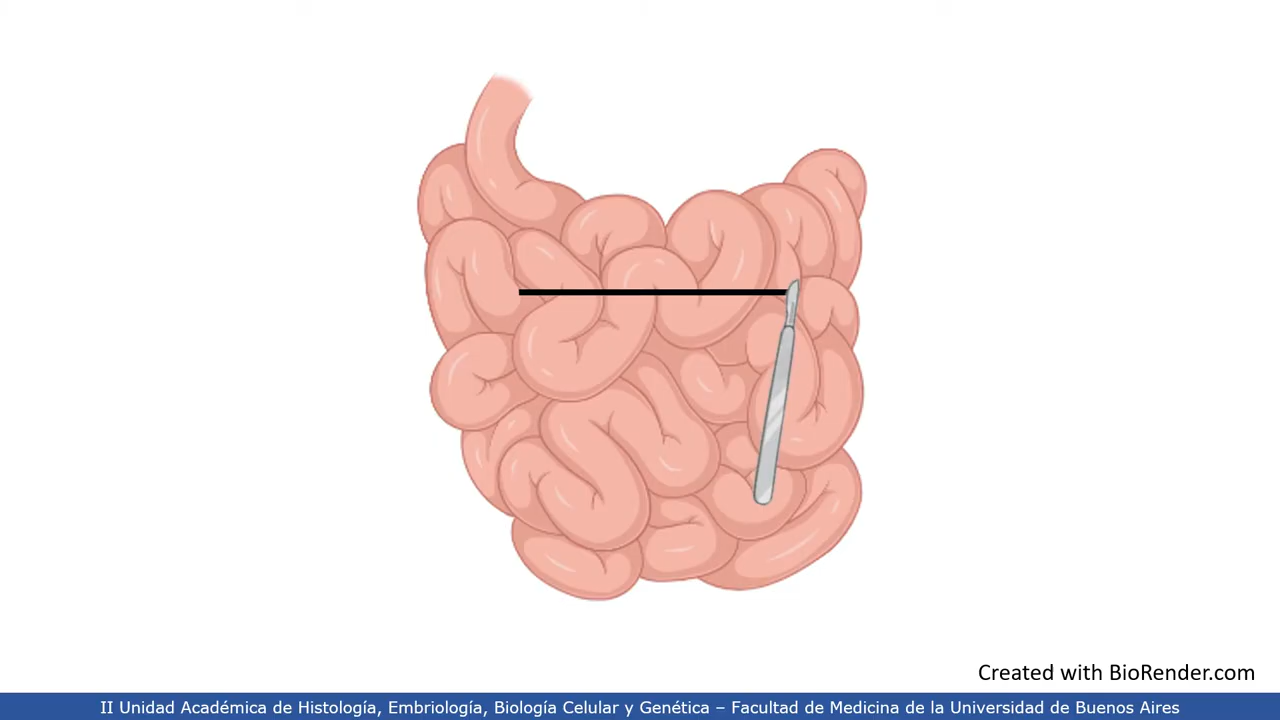 Created with BioRender.com
II Unidad Académica de Histología, Embriología, Biología Celular y Genética – Facultad de Medicina de la Universidad de Buenos Aires